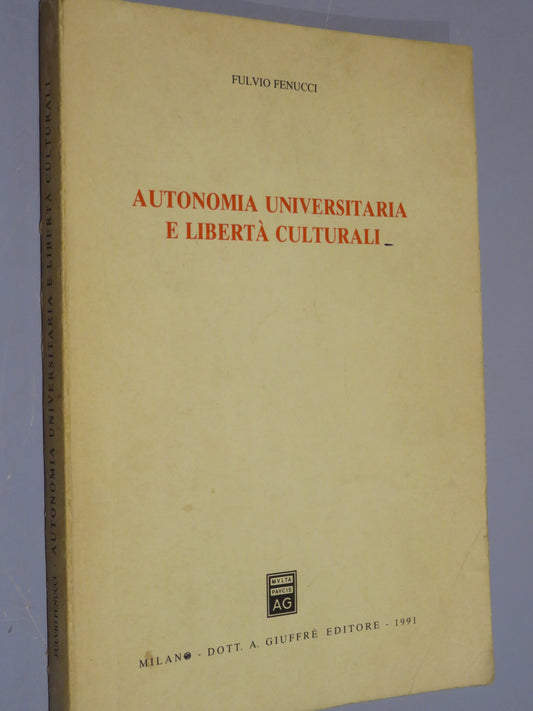 FULVIO FENUCCI
AUTONOMIA UNIVERSITARIA
E LIBERTÀ CULTURALI
MVLTA
PAVCIS
AG
MILANO - DOTT. A. GIUFFRÈ EDITORE - 1991
FULVIO FENUCCI AUTONOMIA UNIVERSITARIA E LIBERTÀ CULTURALI